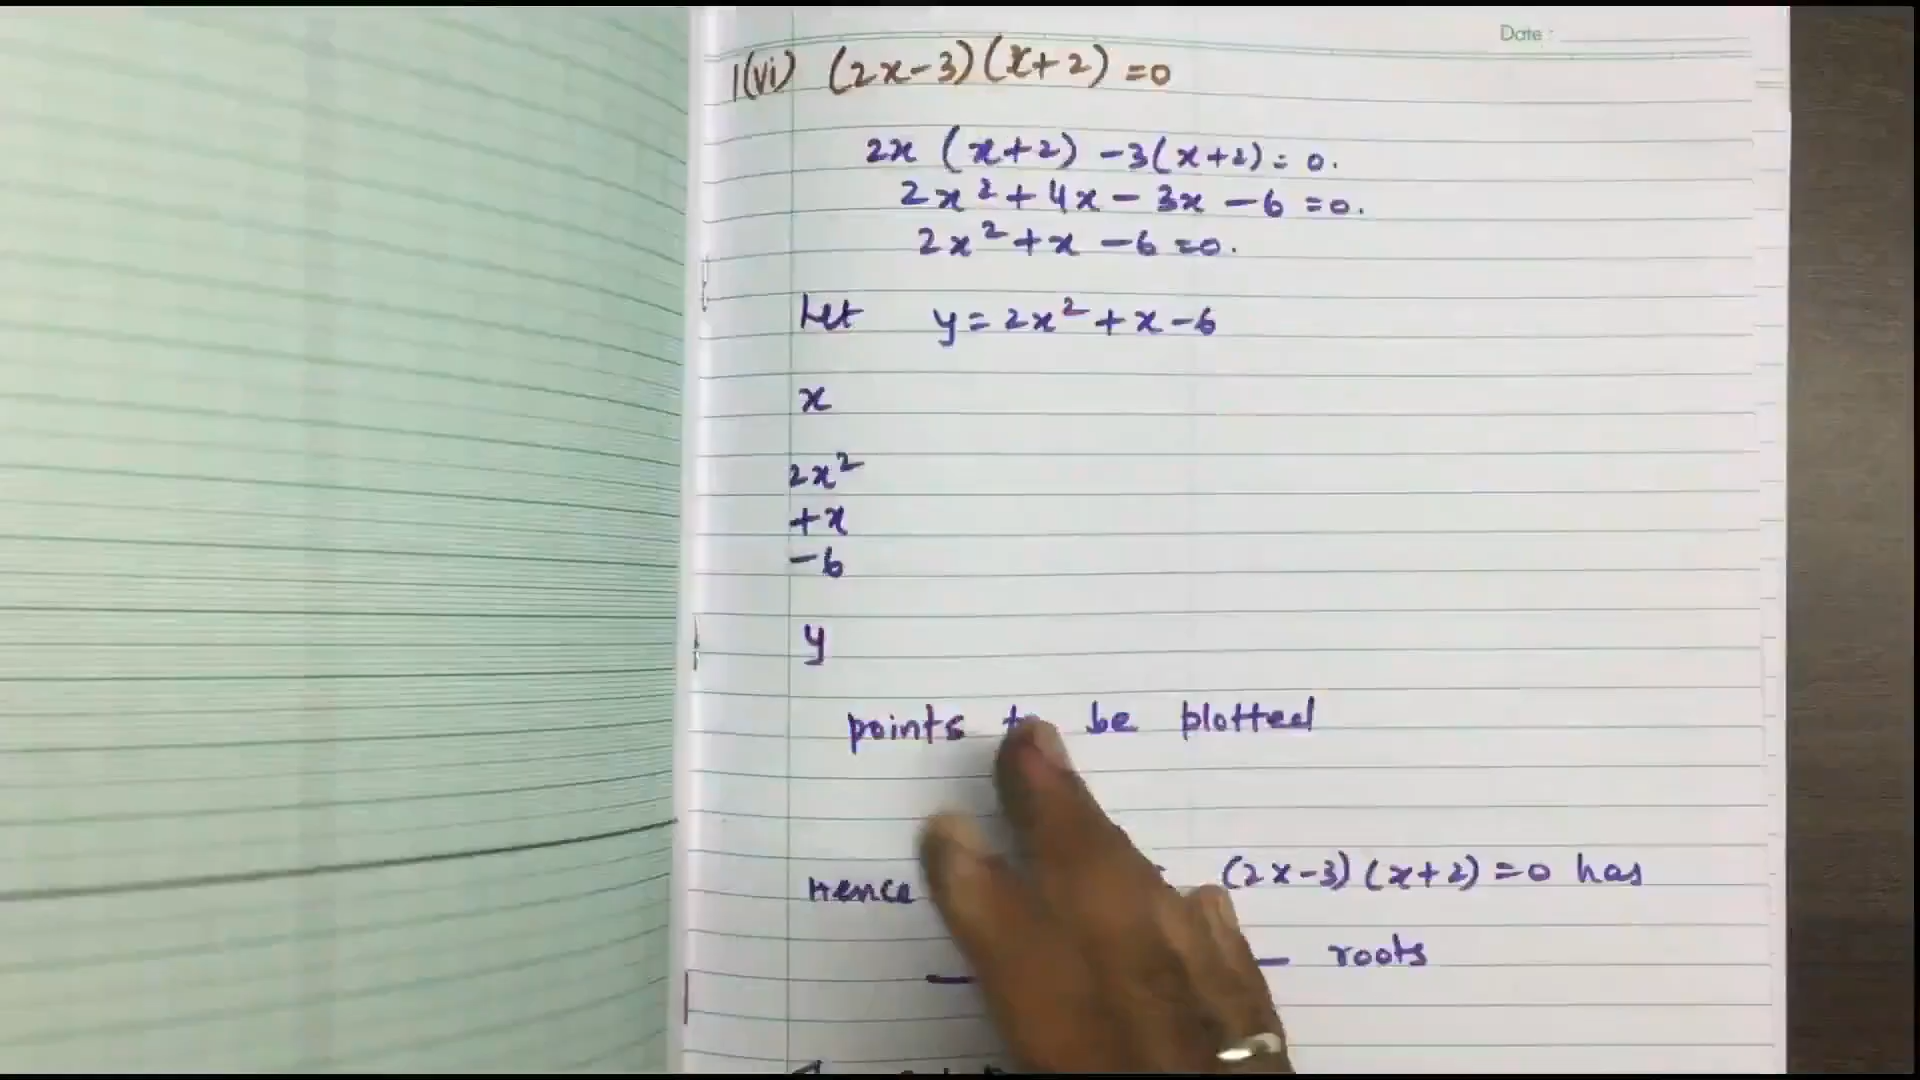 Date :
1(vi) (2x-3)(x+2) =0
2x (x+2) -3(x+2)= 0.
2x² + 4x - 3x - 6 =0.
2x² + x - 6 =0.
Let y = 2x² + x - 6
x
2x²
+x
-6
y
points to be plotted
Hence (2x-3) (x+2) =0 has
roots